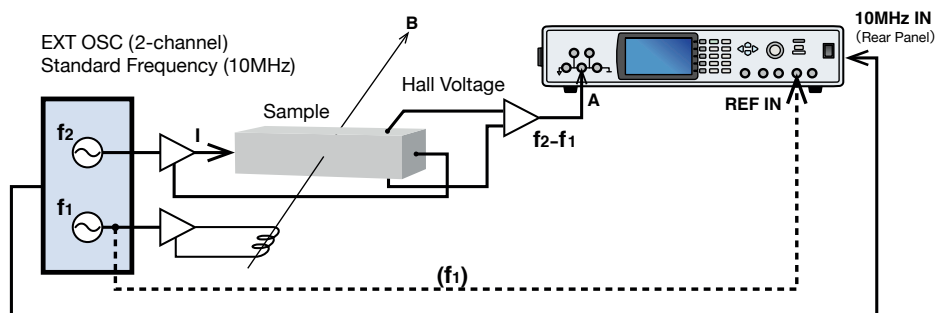 EXT OSC (2-channel)
Standard Frequency (10MHz)
B
10MHz IN
(Rear Panel)
Hall Voltage
Sample
A
REF IN
f2
I
f2-f1
f1
(f1)